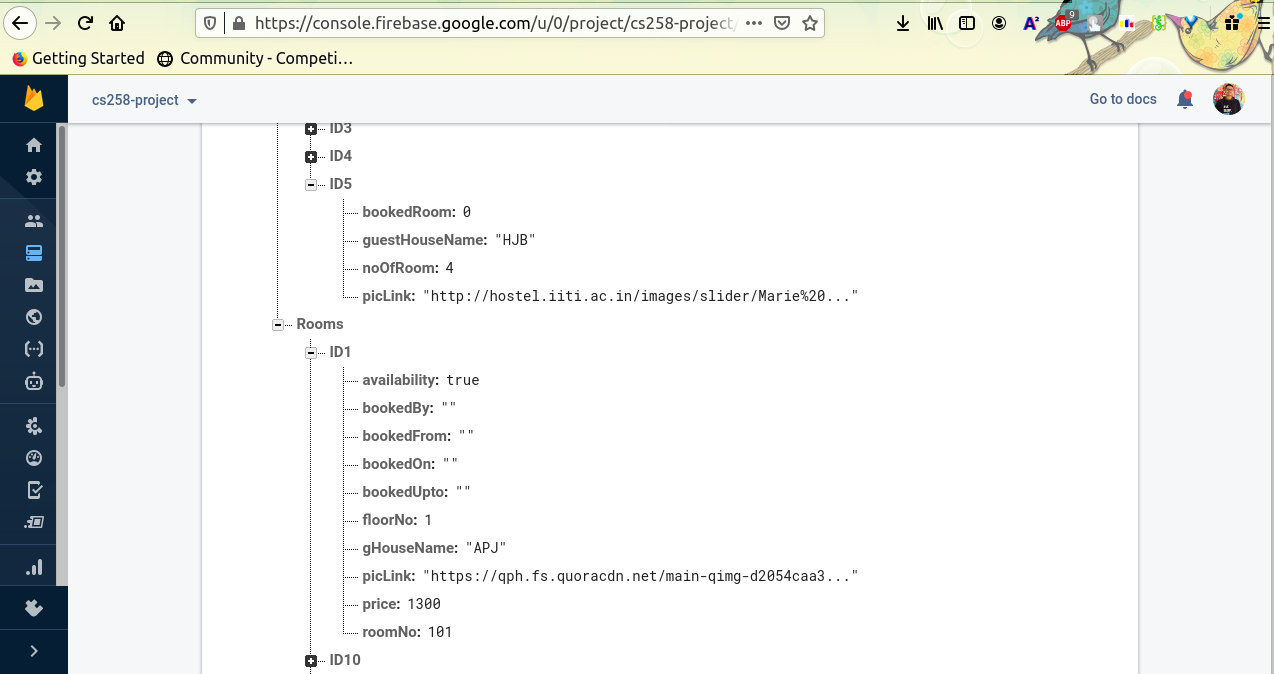 https://console.firebase.google.com/u/0/project/cs258-project/
ABP 9
Getting Started Community - Competi...
cs258-project Go to docs
ID3
ID4
ID5
bookedRoom: 0
guestHouseName: "HJB"
noOfRoom: 4
picLink: "http://hostel.iiti.ac.in/images/slider/Marie%20..."
Rooms
ID1
availability: true
bookedBy: ""
bookedFrom: ""
bookedOn: ""
bookedUpto: ""
floorNo: 1
gHouseName: "APJ"
picLink: "https://qph.fs.quoracdn.net/main-qimg-d2054caa3..."
price: 1300
roomNo: 101
ID10